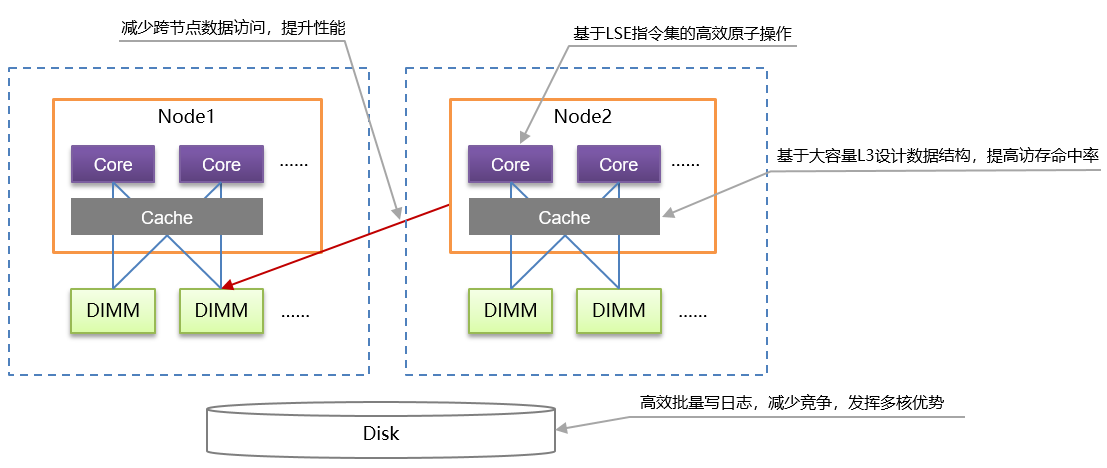 减少跨节点数据访问，提升性能
基于LSE指令集的高效原子操作
Node1
Node2
Core
Core
......
Core
Core
......
基于大容量L3设计数据结构，提高访存命中率
Cache
Cache
DIMM
DIMM
......
DIMM
DIMM
......
高效批量写日志，减少竞争，发挥多核优势
Disk